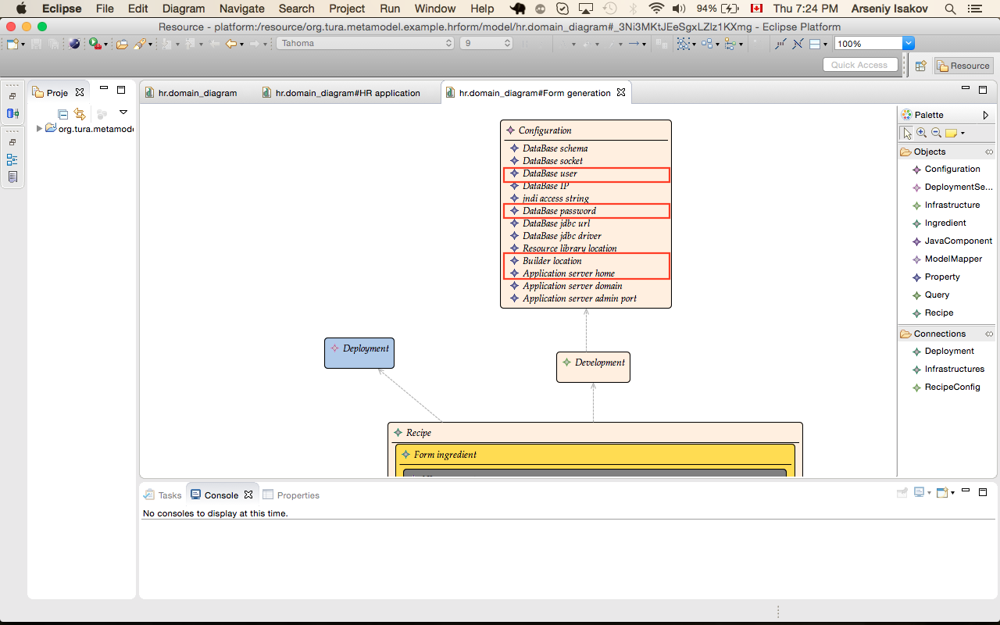 Eclipse File Edit Diagram Navigate Search Project Run Window Help 94% Thu 7:24 PM Arseniy Isakov
Resource - platform:/resource/org.tura.metamodel.example.hrform/model/hr.domain_diagram#_3Ni3MKtJEeSgxLZIz1KXmg - Eclipse Platform
Tahoma 9 100%
Quick Access Resource
Proje
hr.domain_diagram hr.domain_diagram#HR application hr.domain_diagram#Form generation
org.tura.metamode
Configuration
DataBase schema
DataBase socket
DataBase user
DataBase IP
jndi access string
DataBase password
DataBase jdbc url
DataBase jdbc driver
Resource library location
Builder location
Application server home
Application server domain
Application server admin port
Deployment
Development
Recipe
Form ingredient
Palette
Objects
Configuration
DeploymentSe...
Infrastructure
Ingredient
JavaComponent
ModelMapper
Property
Query
Recipe
Connections
Deployment
Infrastructures
RecipeConfig
Tasks Console Properties
No consoles to display at this time.